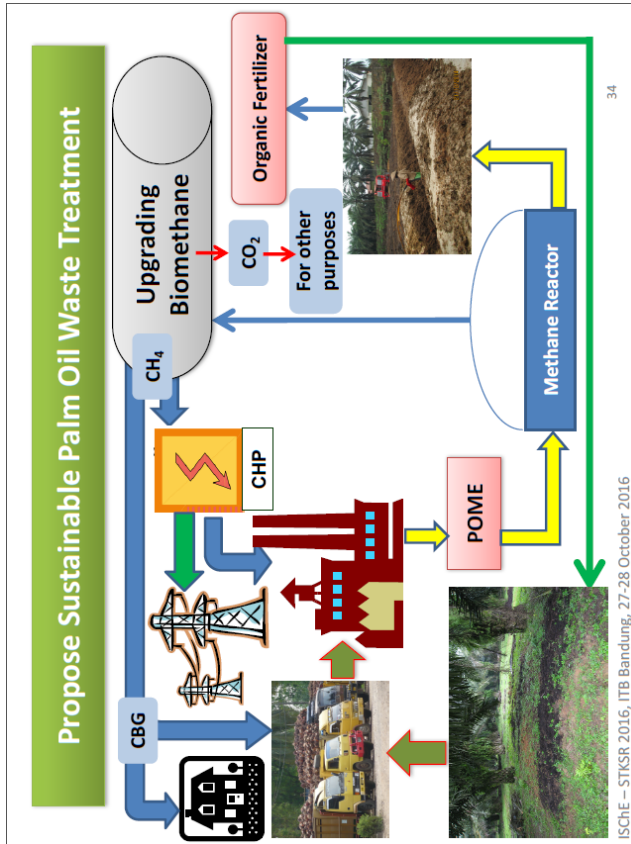 Propose Sustainable Palm Oil Waste Treatment
CBG
CH4
Upgrading
Biomethane
CHP
CO2
For other
purposes
Organic Fertilizer
POME
Methane Reactor
ISChE – STKSR 2016, ITB Bandung, 27-28 October 2016
34